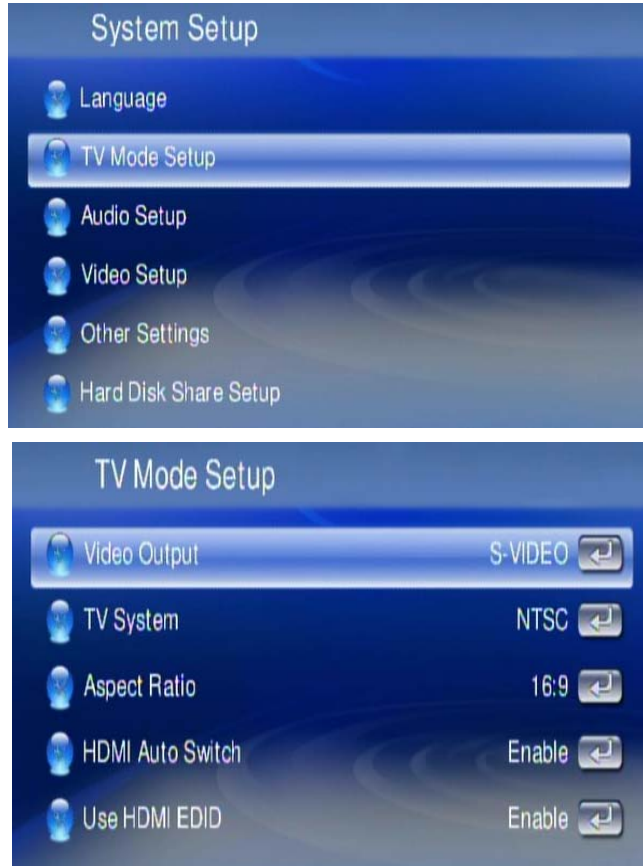 System Setup
Language
TV Mode Setup
Audio Setup
Video Setup
Other Settings
Hard Disk Share Setup
TV Mode Setup
Video Output S-VIDEO
TV System NTSC
Aspect Ratio 16:9
HDMI Auto Switch Enable
Use HDMI EDID Enable